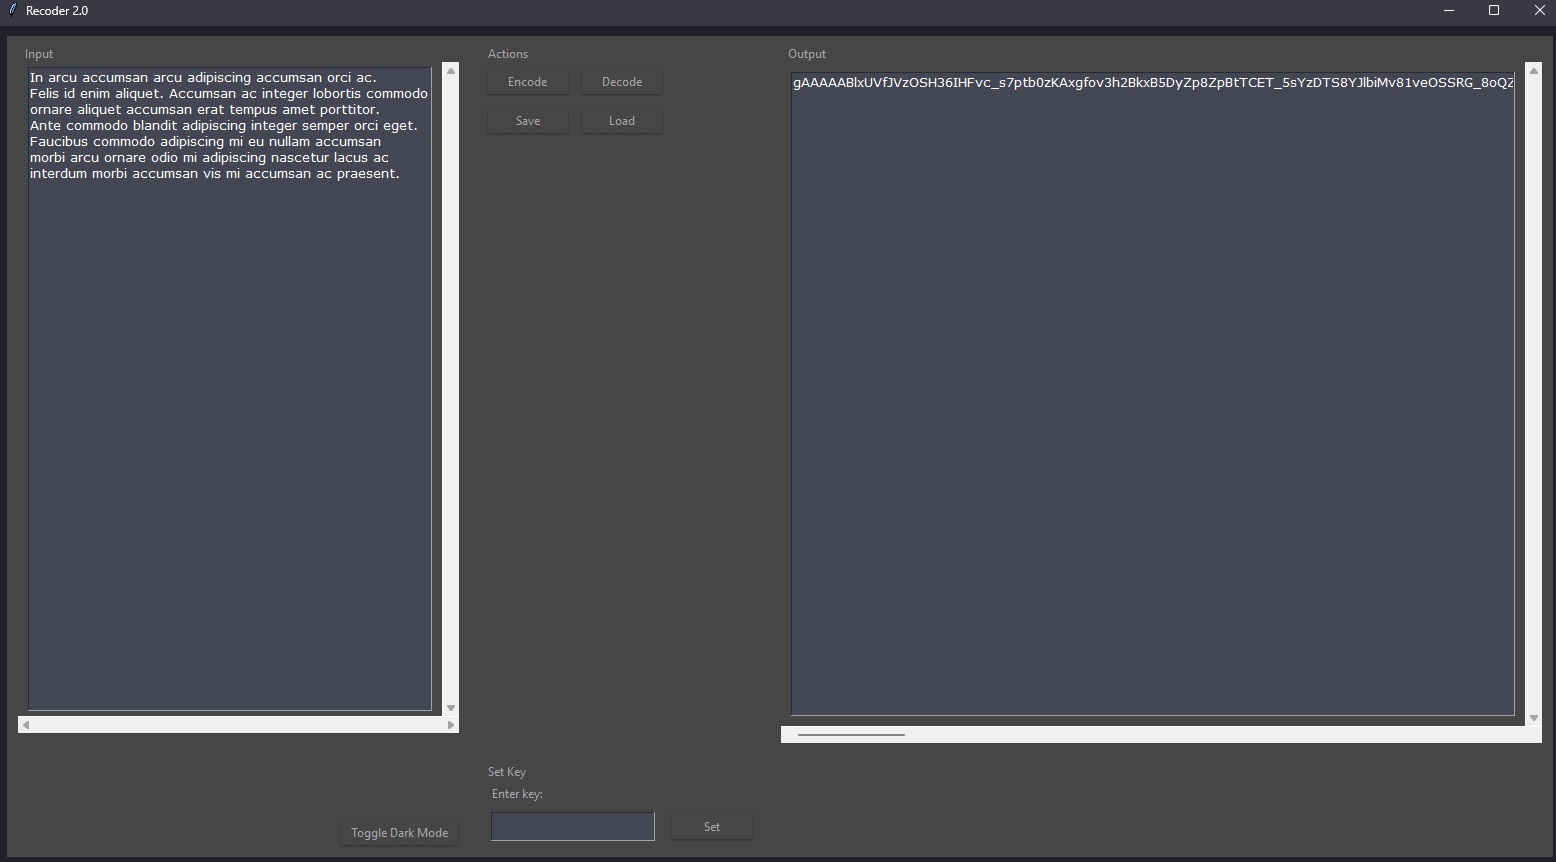 Recoder 2.0
Input
In arcu accumsan arcu adipiscing accumsan orci ac.
Felis id enim aliquet. Accumsan ac integer lobortis commodo
ornare aliquet accumsan erat tempus amet porttitor.
Ante commodo blandit adipiscing integer semper orci eget.
Faucibus commodo adipiscing mi eu nullam accumsan
morbi arcu ornare odio mi adipiscing nascetur lacus ac
interdum morbi accumsan vis mi accumsan ac praesent.
Actions
Encode Decode
Save Load
Output
gAAAAABlxUVfJVzOSH36IHFvc_s7ptb0zKAxgfov3h2BkxB5DyZp8ZpBtTCET_5sYzDTS8YJlbiMv81veOSSRG_8oQZ
Set Key
Enter key:
Set
Toggle Dark Mode